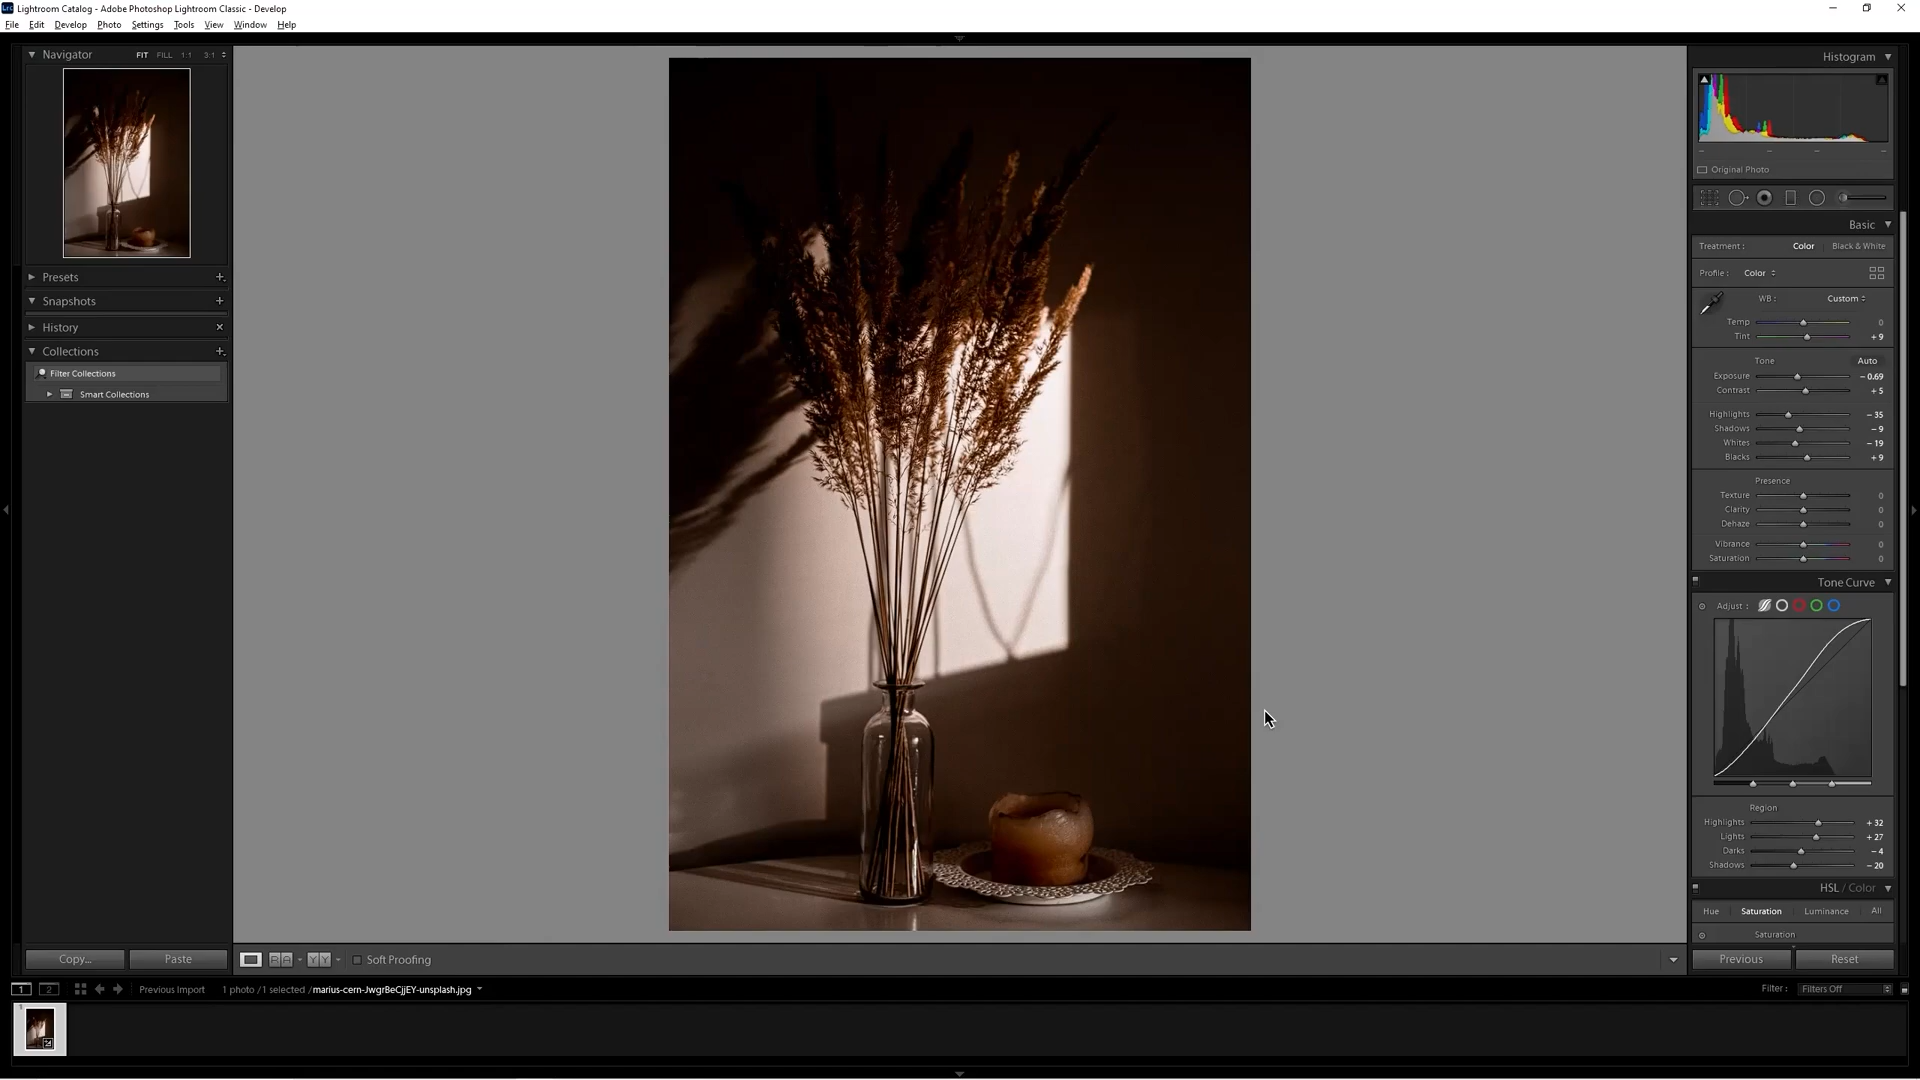 Lrc Lightroom Catalog - Adobe Photoshop Lightroom Classic - Develop
File Edit Develop Photo Settings Tools View Window Help
Navigator FIT FILL 1:1 3:1
Presets
Snapshots
History
Collections
Filter Collections
Smart Collections
Copy... Paste
Histogram
Original Photo
Basic
Treatment : Color Black & White
Profile : Color
WB : Custom
Temp 0
Tint + 9
Tone Auto
Exposure - 0.69
Contrast + 5
Highlights - 35
Shadows - 9
Whites - 19
Blacks + 9
Presence
Texture 0
Clarity 0
Dehaze 0
Vibrance 0
Saturation 0
Tone Curve
Adjust :
Region
Highlights + 32
Lights + 27
Darks - 4
Shadows - 20
HSL / Color
Hue Saturation Luminance All
Saturation
Previous Reset
R A Y Y Soft Proofing
1 2 Previous Import 1 photo / 1 selected / marius-cern-JwgrBeCjjEY-unsplash.jpg
Filter : Filters Off
1